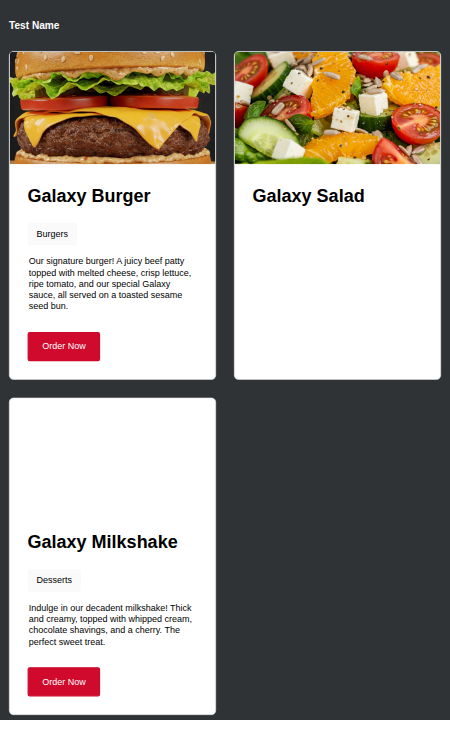 Test Name
Galaxy Burger
Burgers
Our signature burger! A juicy beef patty
topped with melted cheese, crisp lettuce,
ripe tomato, and our special Galaxy
sauce, all served on a toasted sesame
seed bun.
Order Now
Galaxy Salad
Galaxy Milkshake
Desserts
Indulge in our decadent milkshake! Thick
and creamy, topped with whipped cream,
chocolate shavings, and a cherry. The
perfect sweet treat.
Order Now